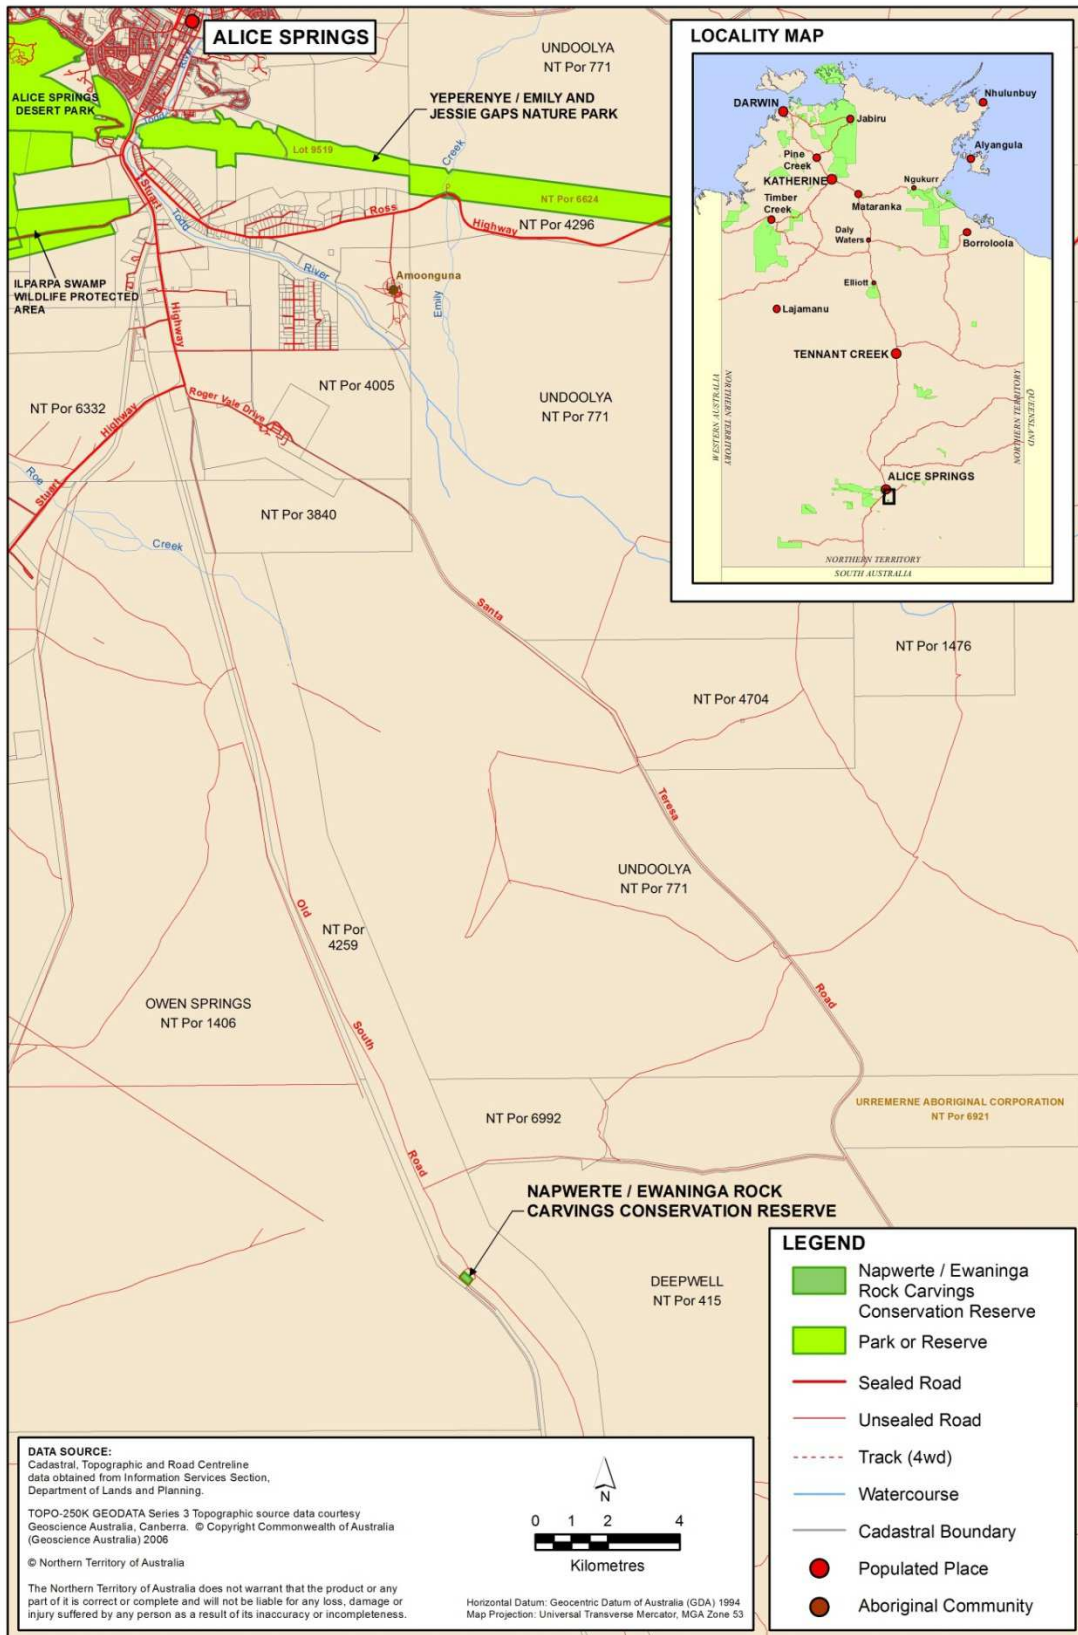 ALICE SPRINGS
UNDOOLYA
NT Por 771
ALICE SPRINGS
DESERT PARK
River
Todd
YEPERENYE / EMILY AND
JESSIE GAPS NATURE PARK
Lot 9519
Creek
NT Por 6624
Stuart
Ross
Highway
NT Por 4296
Todd
River
Amoonguna
Emily
ILPARPA SWAMP
WILDLIFE PROTECTED
AREA
Highway
NT Por 4005
UNDOOLYA
NT Por 771
NT Por 6332
Highway
Roger Vale Drive
Roe
Stuart
NT Por 3840
Creek
Santa
NT Por 1476
NT Por 4704
Teresa
UNDOOLYA
NT Por 771
Old
NT Por
4259
Road
OWEN SPRINGS
NT Por 1406
South
URREMERNE ABORIGINAL CORPORATION
NT Por 6921
NT Por 6992
Road
NAPWERTE / EWANINGA ROCK
CARVINGS CONSERVATION RESERVE
DEEPWELL
NT Por 415
LOCALITY MAP
DARWIN
Nhulunbuy
Jabiru
Alyangula
Pine
Creek
KATHERINE
Ngukurr
Timber
Creek
Mataranka
Daly
Waters
Borroloola
Elliott
Lajamanu
TENNANT CREEK
WESTERN AUSTRALIA
NORTHERN TERRITORY
NORTHERN TERRITORY
QUEENSLAND
ALICE SPRINGS
NORTHERN TERRITORY
SOUTH AUSTRALIA
LEGEND
Napwerte / Ewaninga
Rock Carvings
Conservation Reserve
Park or Reserve
Sealed Road
Unsealed Road
Track (4wd)
Watercourse
Cadastral Boundary
Populated Place
Aboriginal Community
DATA SOURCE:
Cadastral, Topographic and Road Centreline
data obtained from Information Services Section,
Department of Lands and Planning.
TOPO-250K GEODATA Series 3 Topographic source data courtesy
Geoscience Australia, Canberra. © Copyright Commonwealth of Australia
(Geoscience Australia) 2006
© Northern Territory of Australia
The Northern Territory of Australia does not warrant that the product or any
part of it is correct or complete and will not be liable for any loss, damage or
injury suffered by any person as a result of its inaccuracy or incompleteness.
N
0 1 2 4
Kilometres
Horizontal Datum: Geocentric Datum of Australia (GDA) 1994
Map Projection: Universal Transverse Mercator, MGA Zone 53